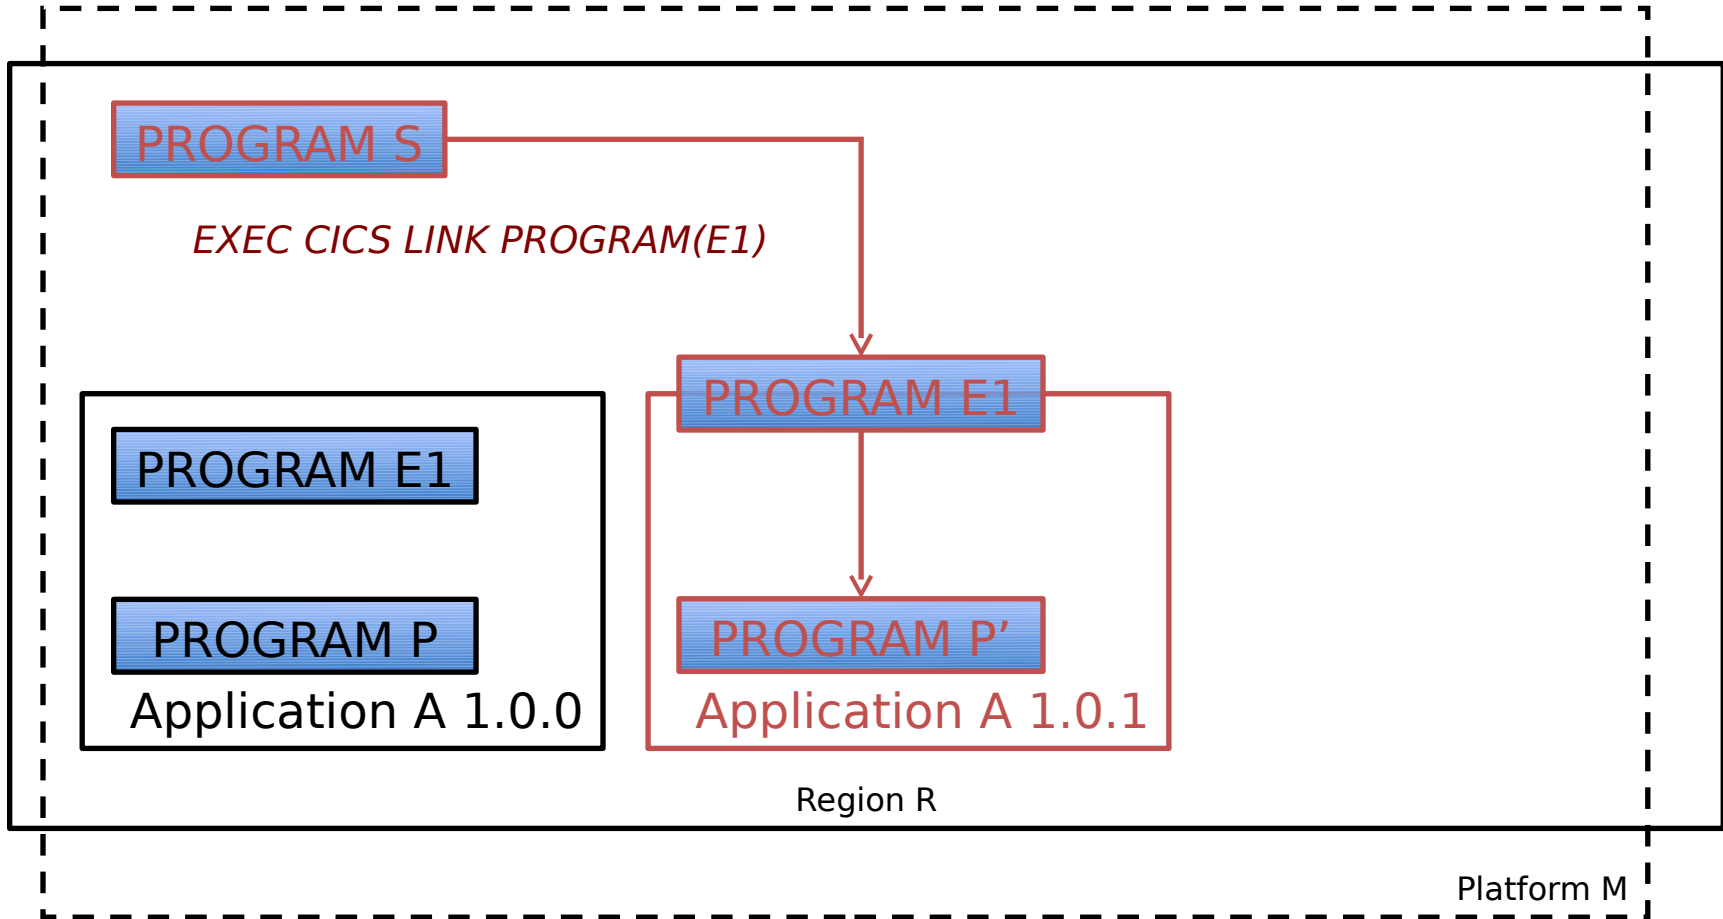 PROGRAM S
EXEC CICS LINK PROGRAM(E1)
PROGRAM E1
PROGRAM E1
PROGRAM P
PROGRAM P’
Application A 1.0.0
Application A 1.0.1
Region R
Platform M